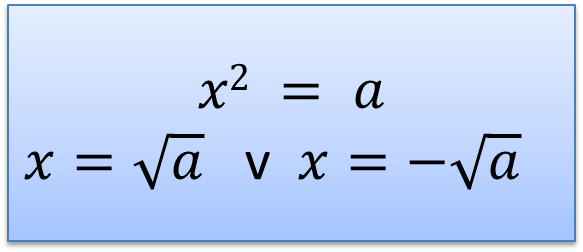 x² = a
x = √a ∨ x = −√a